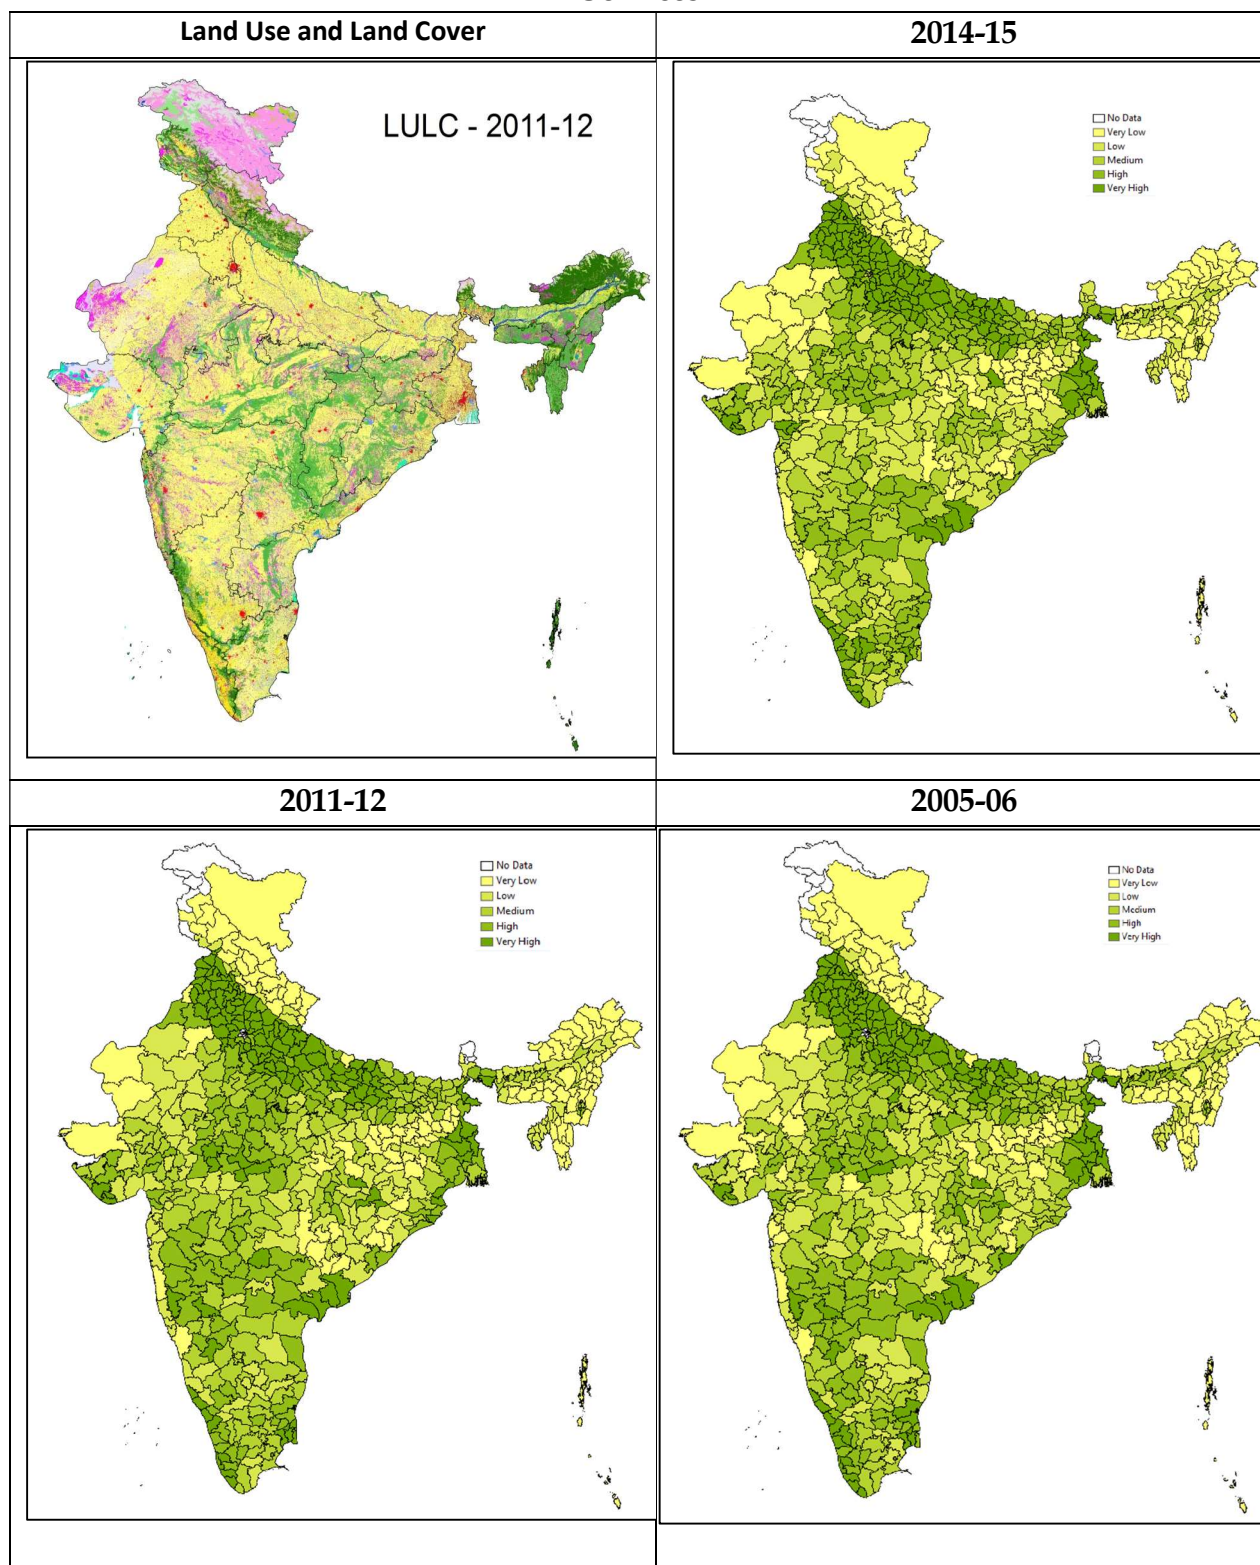 Land Use and Land Cover
2014-15
LULC - 2011-12
No Data
Very Low
Low
Medium
High
Very High
2011-12
2005-06
No Data
Very Low
Low
Medium
High
Very High
No Data
Very Low
Low
Medium
High
Very High